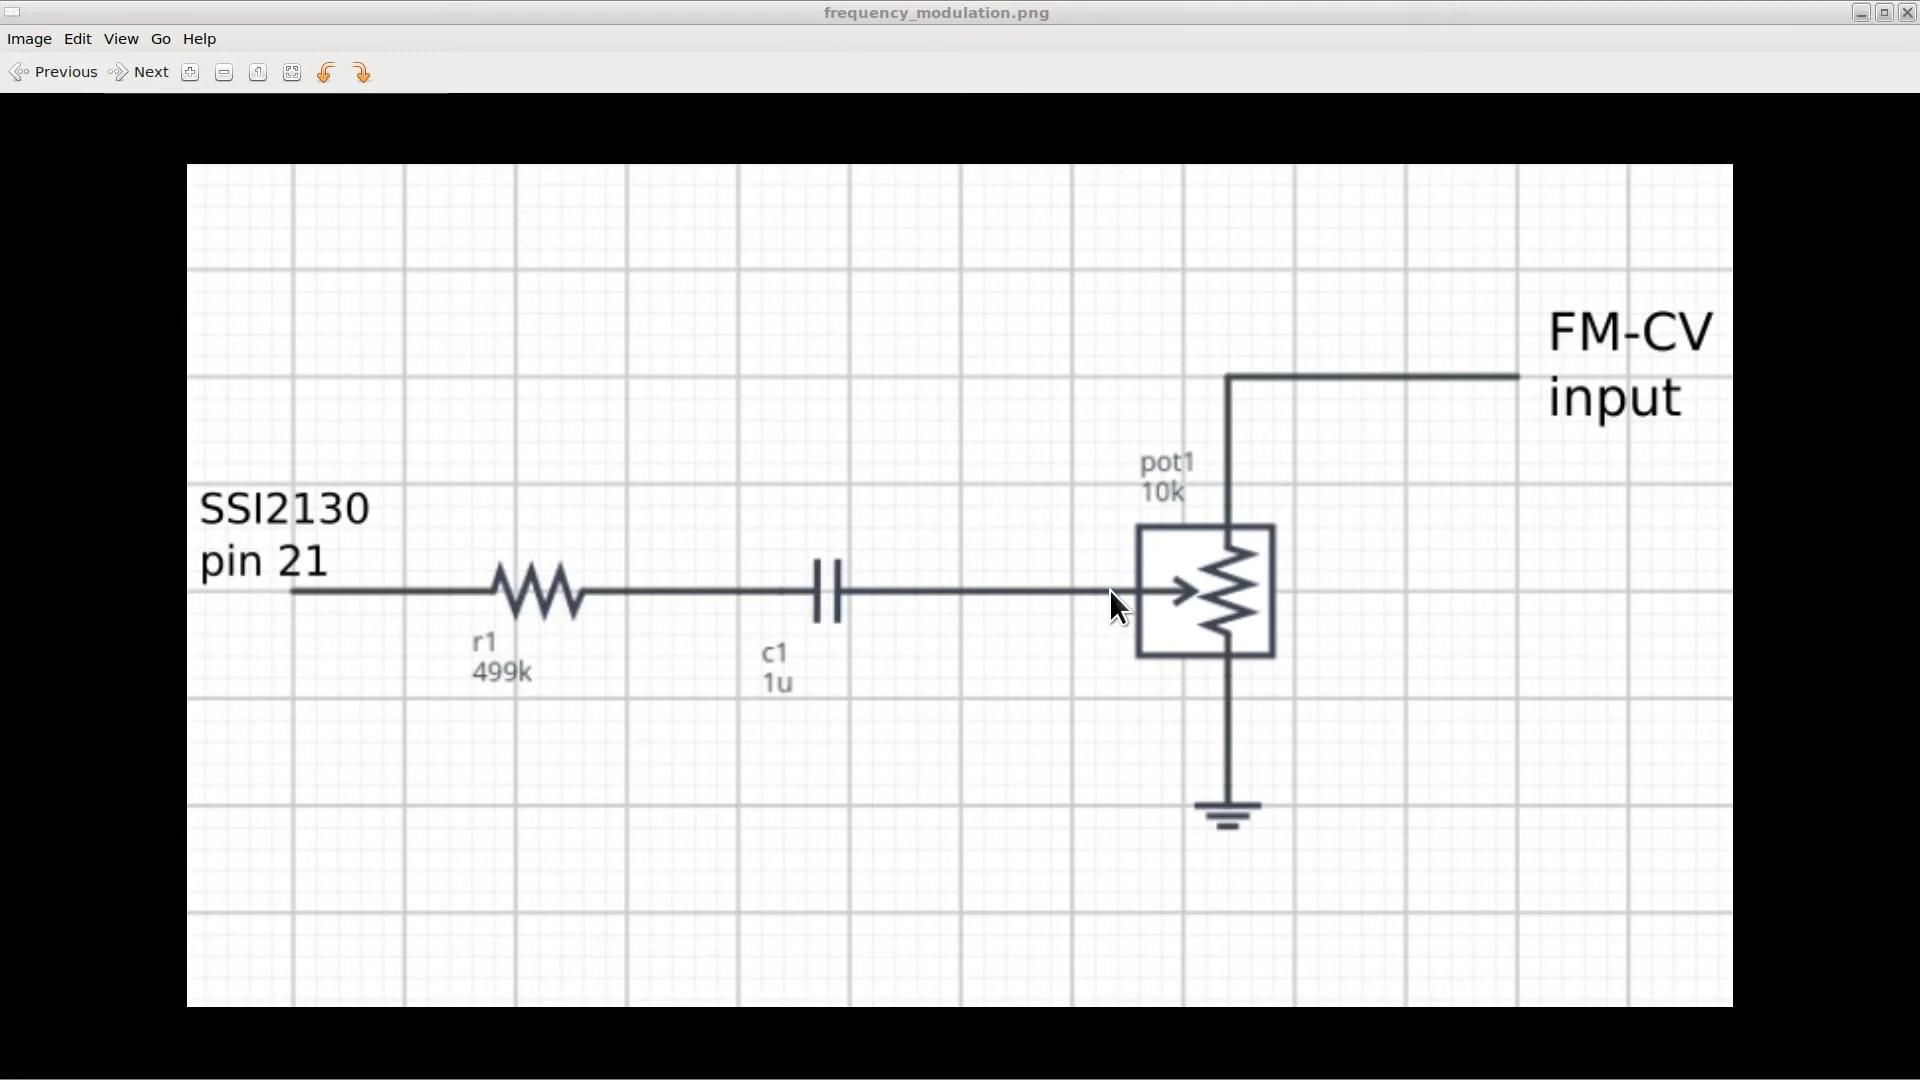 frequency_modulation.png
Image Edit View Go Help
Previous Next
FM-CV
input
pot1
10k
SSI2130
pin 21
r1
499k
c1
1u